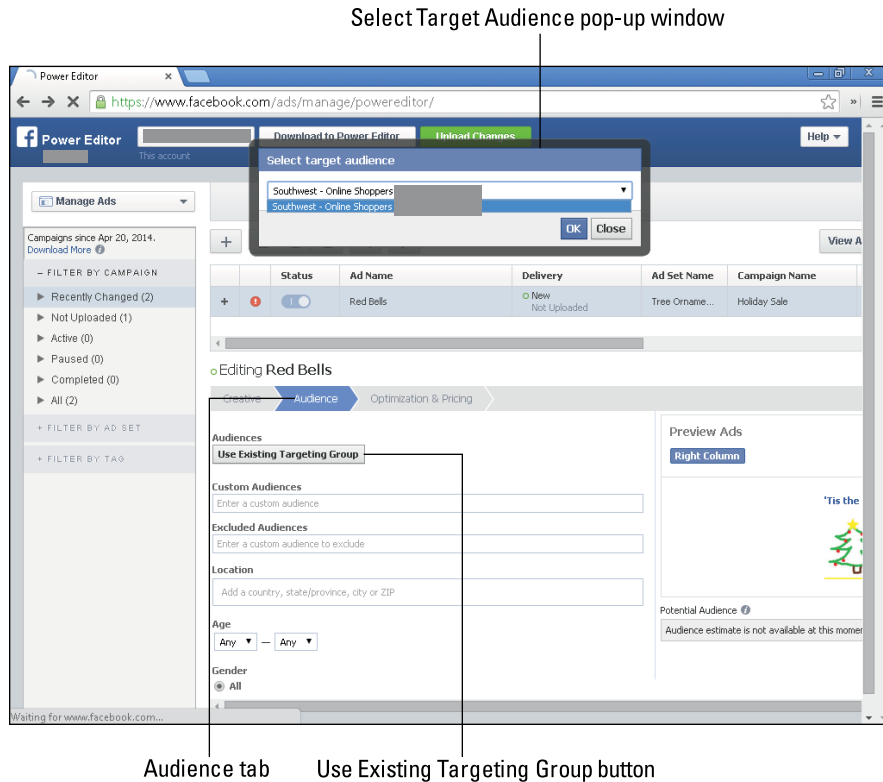 Select Target Audience pop-up window
Power Editor
https://www.facebook.com/ads/manage/powereditor/
Power Editor
This account
Download to Power Editor
Upload Changes
Help
Select target audience
Southwest - Online Shoppers
Southwest - Online Shoppers
OK
Close
Manage Ads
Campaigns since Apr 20, 2014.
Download More
View A
– FILTER BY CAMPAIGN
Recently Changed (2)
Not Uploaded (1)
Active (0)
Paused (0)
Completed (0)
All (2)
+ FILTER BY AD SET
+ FILTER BY TAG
Status Ad Name Delivery Ad Set Name Campaign Name
+ Red Bells New Tree Orname... Holiday Sale
Not Uploaded
Editing Red Bells
Creative Audience Optimization & Pricing
Audiences
Use Existing Targeting Group
Custom Audiences
Enter a custom audience
Excluded Audiences
Enter a custom audience to exclude
Location
Add a country, state/province, city or ZIP
Age
Any – Any
Gender
All
Preview Ads
Right Column
'Tis the
Potential Audience
Audience estimate is not available at this momen
Waiting for www.facebook.com...
Audience tab
Use Existing Targeting Group button